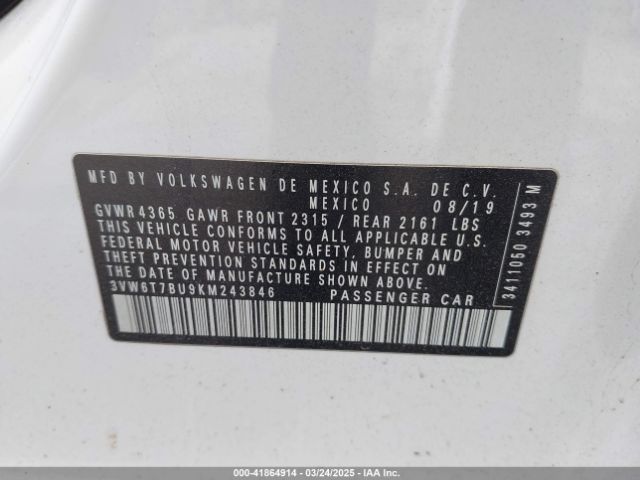 MFD BY VOLKSWAGEN DE MEXICO S.A. DE C.V.
MEXICO 08/19
GVWR 4365 GAWR FRONT 2315 / REAR 2161 LBS
THIS VEHICLE CONFORMS TO ALL APPLICABLE U.S.
FEDERAL MOTOR VEHICLE SAFETY, BUMPER AND
THEFT PREVENTION STANDARDS IN EFFECT ON
THE DATE OF MANUFACTURE SHOWN ABOVE.
3VW6T7BU9KM243846 PASSENGER CAR
3411050 3493 M
000-41864914 - 03/24/2025 - IAA Inc.